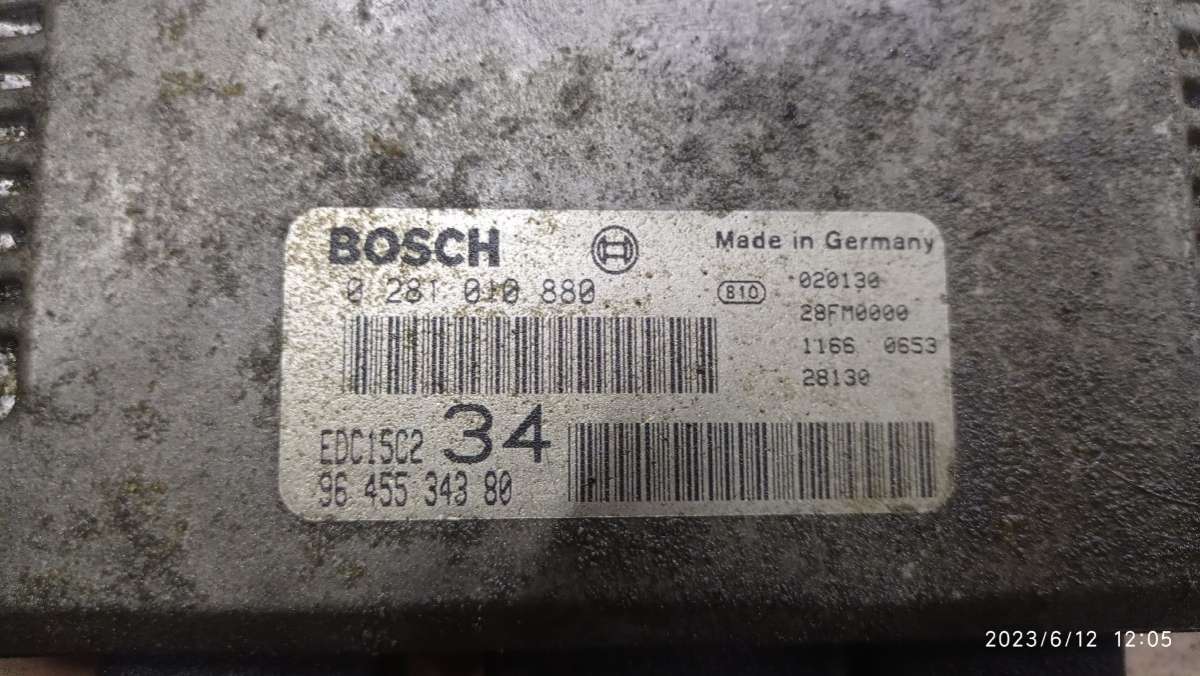 BOSCH
Made in Germany
0 281 010 880
810
020130
28FM0000
1166 0653
28130
EDC15C2 34
96 455 343 80
2023/6/12 12:05